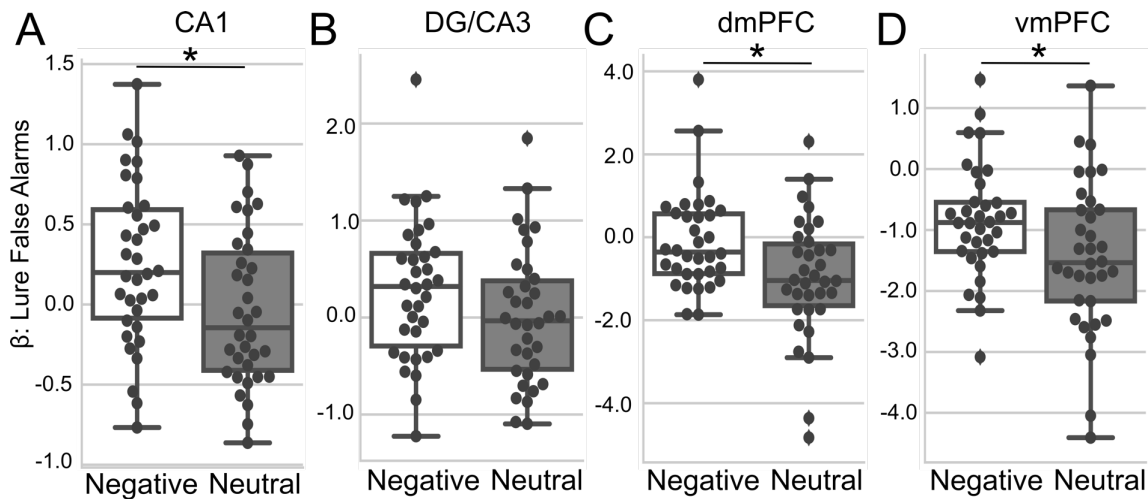 A CA1
B DG/CA3
C dmPFC
D vmPFC
* * *
β: Lure False Alarms
1.5
1.0
0.5
0.0
-0.5
-1.0
2.0
1.0
0.0
-1.0
4.0
2.0
0.0
-2.0
-4.0
1.0
0.0
-1.0
-2.0
-3.0
-4.0
Negative Neutral
Negative Neutral
Negative Neutral
Negative Neutral